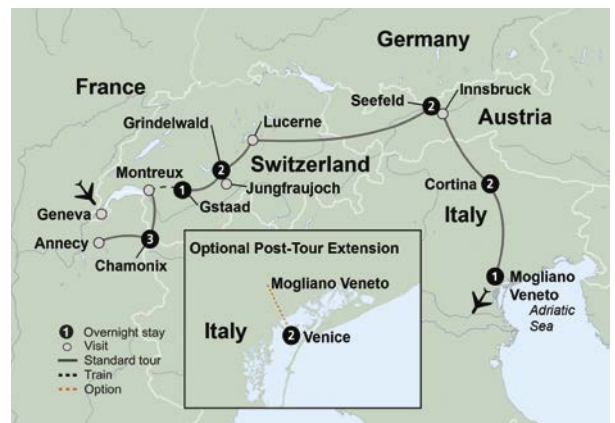 Germany
France
Innsbruck
Seefeld
2
Austria
Lucerne
Grindelwald
2
Switzerland
Montreux
Jungfraujoch
1
Gstaad
Cortina
2
Italy
Geneva
Annecy
3
Chamonix
Optional Post-Tour Extension
Mogliano Veneto
Italy
2
Venice
1
Mogliano
Veneto
Adriatic
Sea
1 Overnight stay
Visit
Standard tour
Train
Option